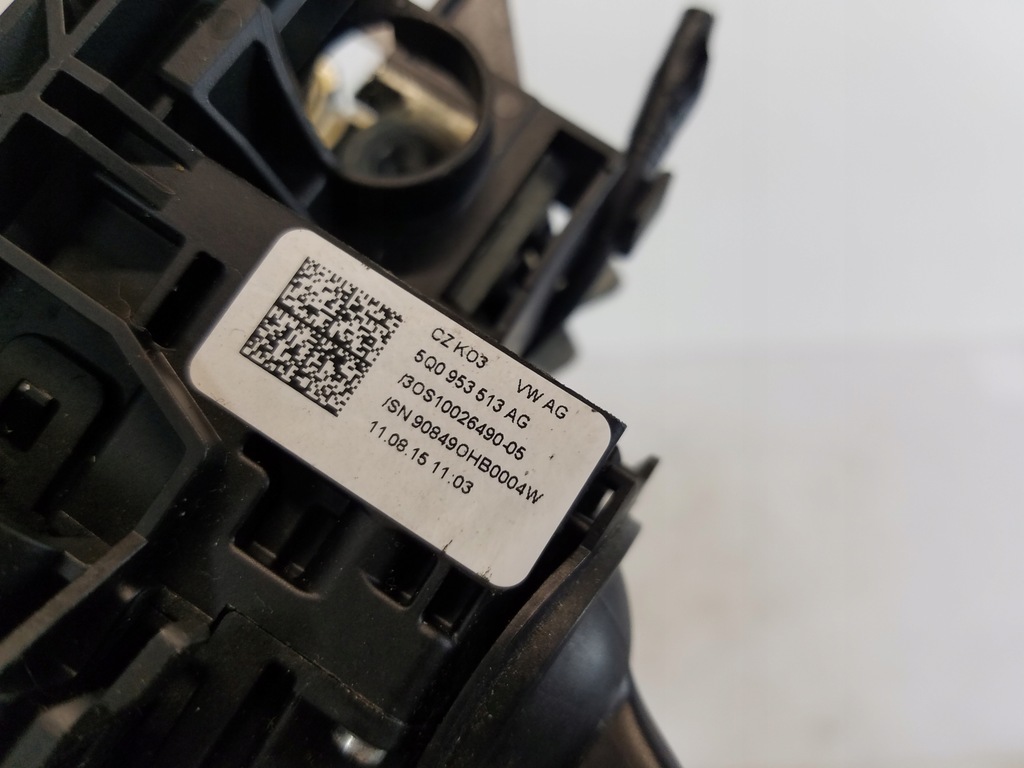 CZ K03 VW AG
5Q0 953 513 AG
/3OS10026490-05
/SN 90849OHB0004W
11.08.15 11:03